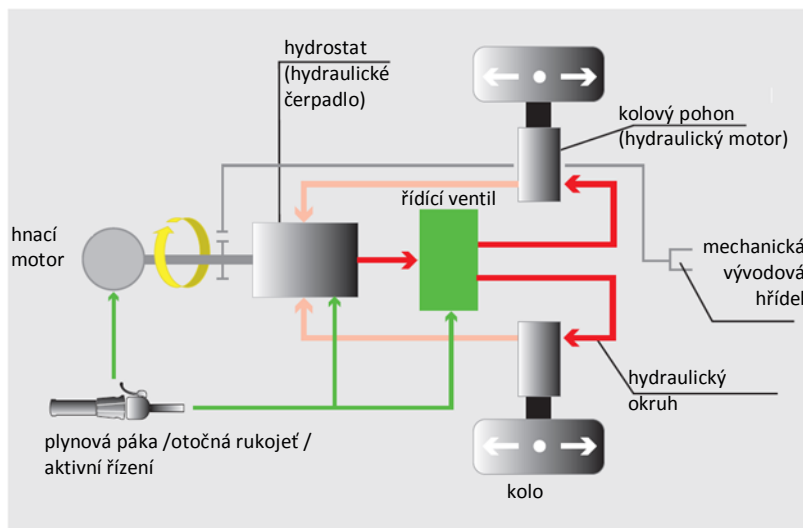 hydrostat
(hydraulické
čerpadlo)
kolový pohon
(hydraulický motor)
řídící ventil
hnací
motor
mechanická
vývodová
hřídel
hydraulický
okruh
plynová páka /otočná rukojeť /
aktivní řízení
kolo